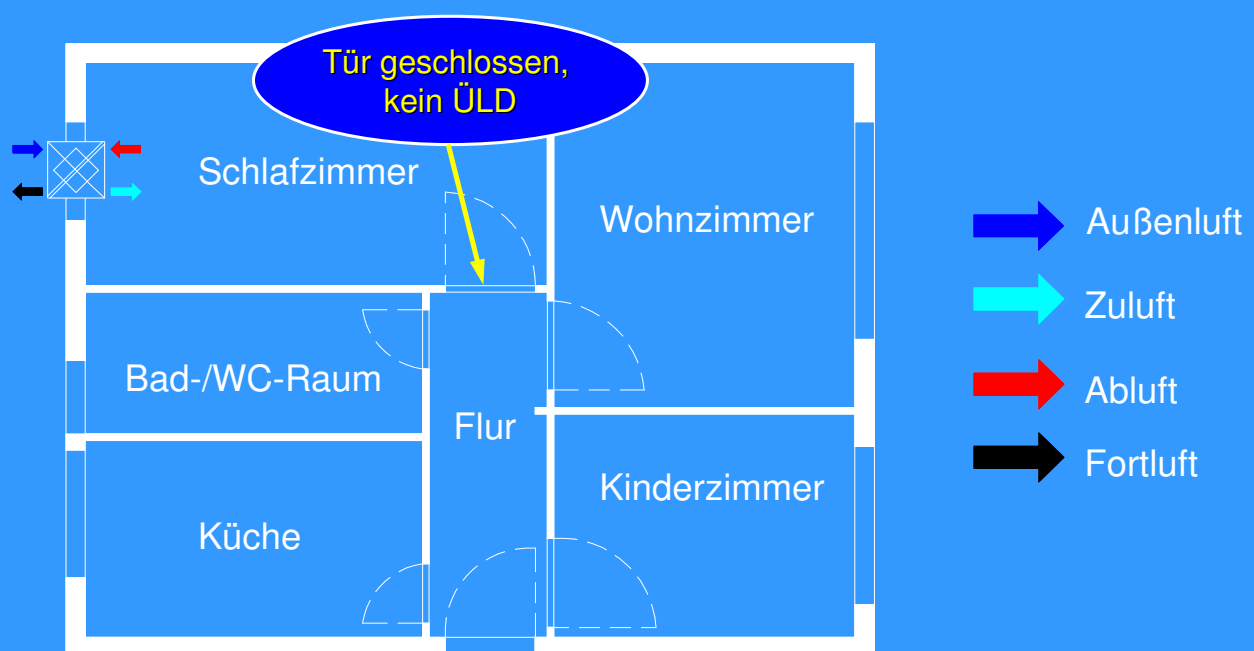 Tür geschlossen,
kein ÜLD
Schlafzimmer
Wohnzimmer
Bad-/WC-Raum
Flur
Küche
Kinderzimmer
Außenluft
Zuluft
Abluft
Fortluft